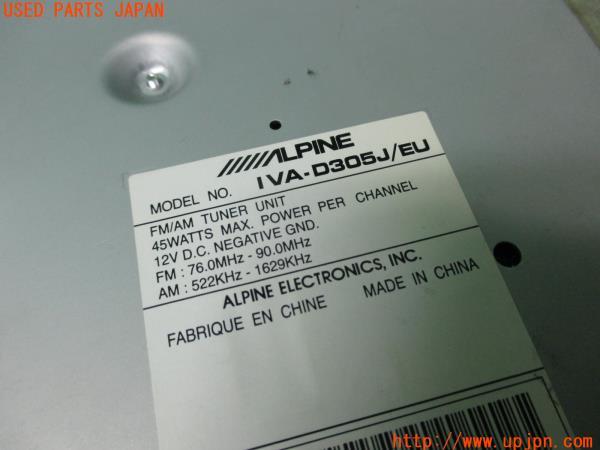 USED PARTS JAPAN
ALPINE
MODEL NO. IVA-D305J/EU
FM/AM TUNER UNIT
45WATTS MAX. POWER PER CHANNEL
12V D.C. NEGATIVE GND.
FM : 76.0MHz - 90.0MHz
AM : 522KHz - 1629KHz
ALPINE ELECTRONICS, INC.
FABRIQUE EN CHINE MADE IN CHINA
http://www.upjpn.com/